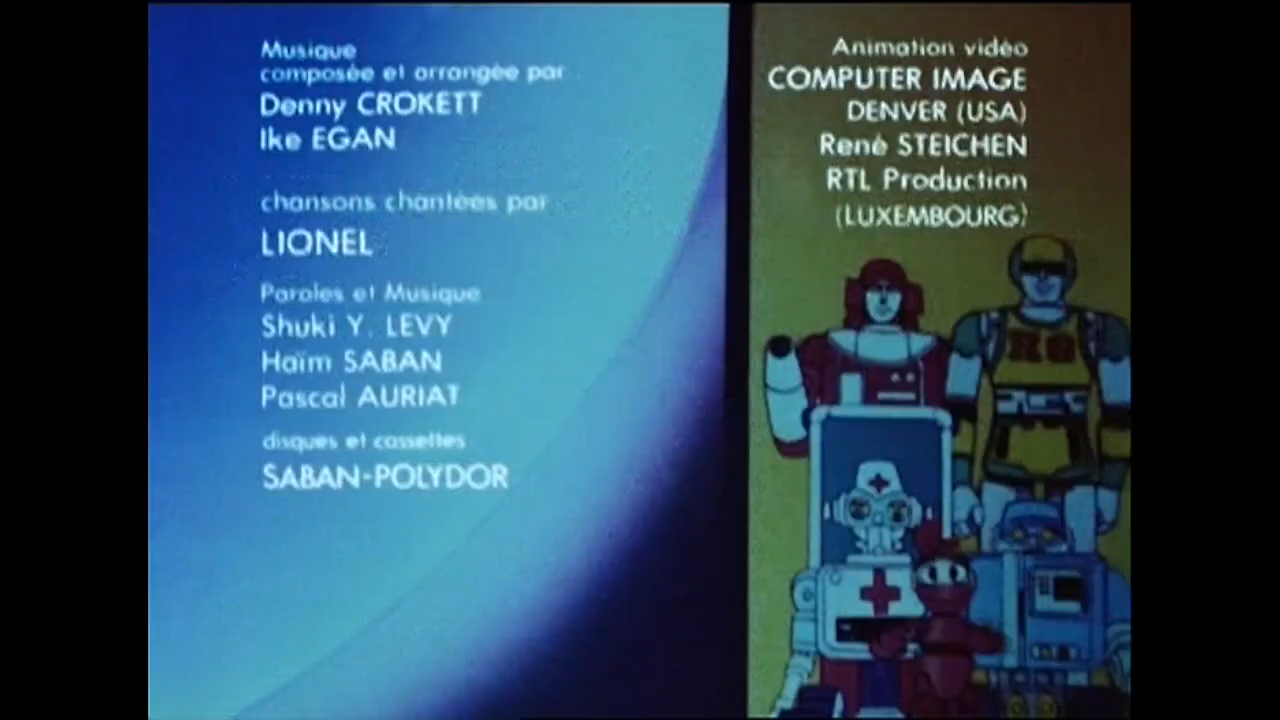 Musique
composée et arrangée par
Denny CROKETT
Ike EGAN
chansons chantées par
LIONEL
Paroles et Musique
Shuki Y. LEVY
Haïm SABAN
Pascal AURIAT
disques et cassettes
SABAN-POLYDOR
Animation vidéo
COMPUTER IMAGE
DENVER (USA)
René STEICHEN
RTL Production
(LUXEMBOURG)